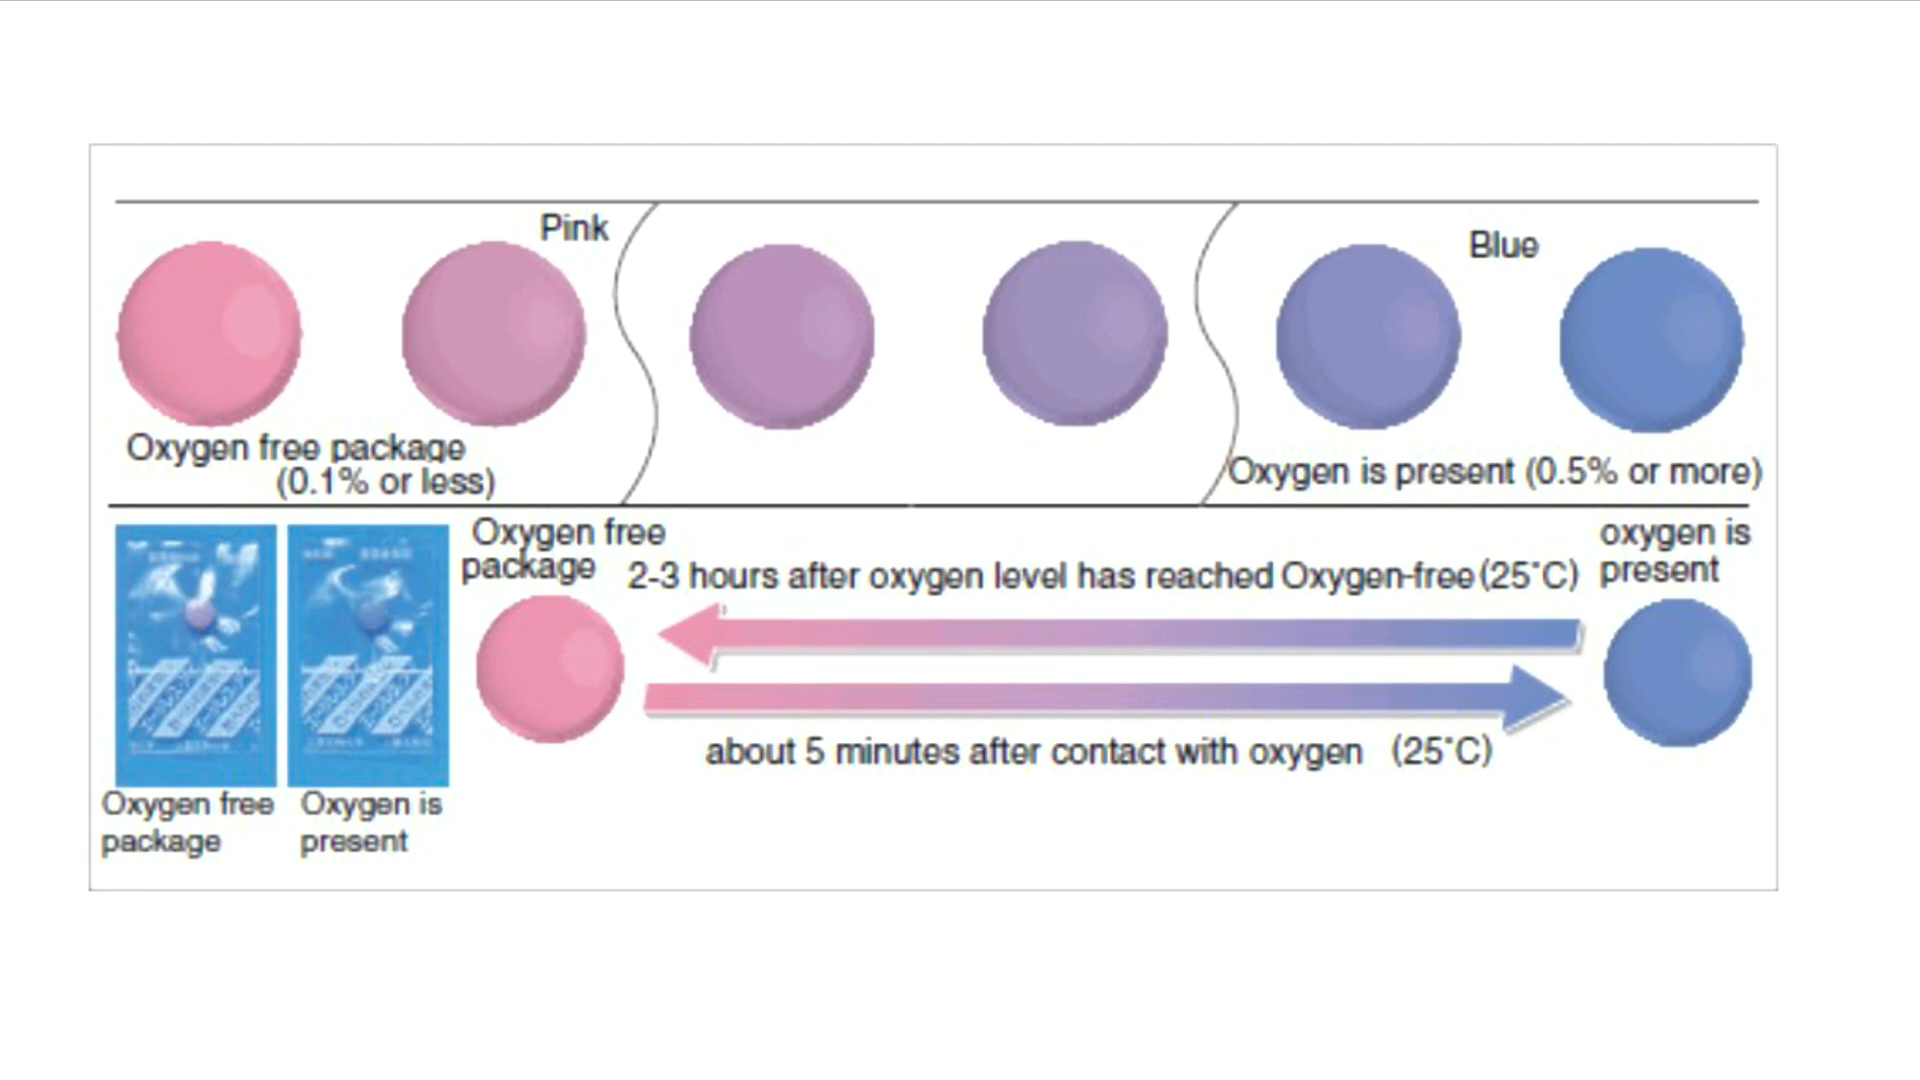 Pink
Blue
Oxygen free package
(0.1% or less)
Oxygen is present (0.5% or more)
Oxygen free
package
2-3 hours after oxygen level has reached Oxygen-free (25°C)
oxygen is
present
about 5 minutes after contact with oxygen (25°C)
Oxygen free
package
Oxygen is
present